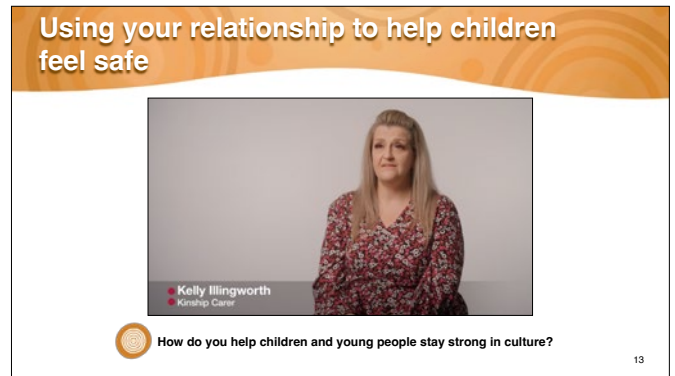 Using your relationship to help children
feel safe
Kelly Illingworth
Kinship Carer
How do you help children and young people stay strong in culture?
13